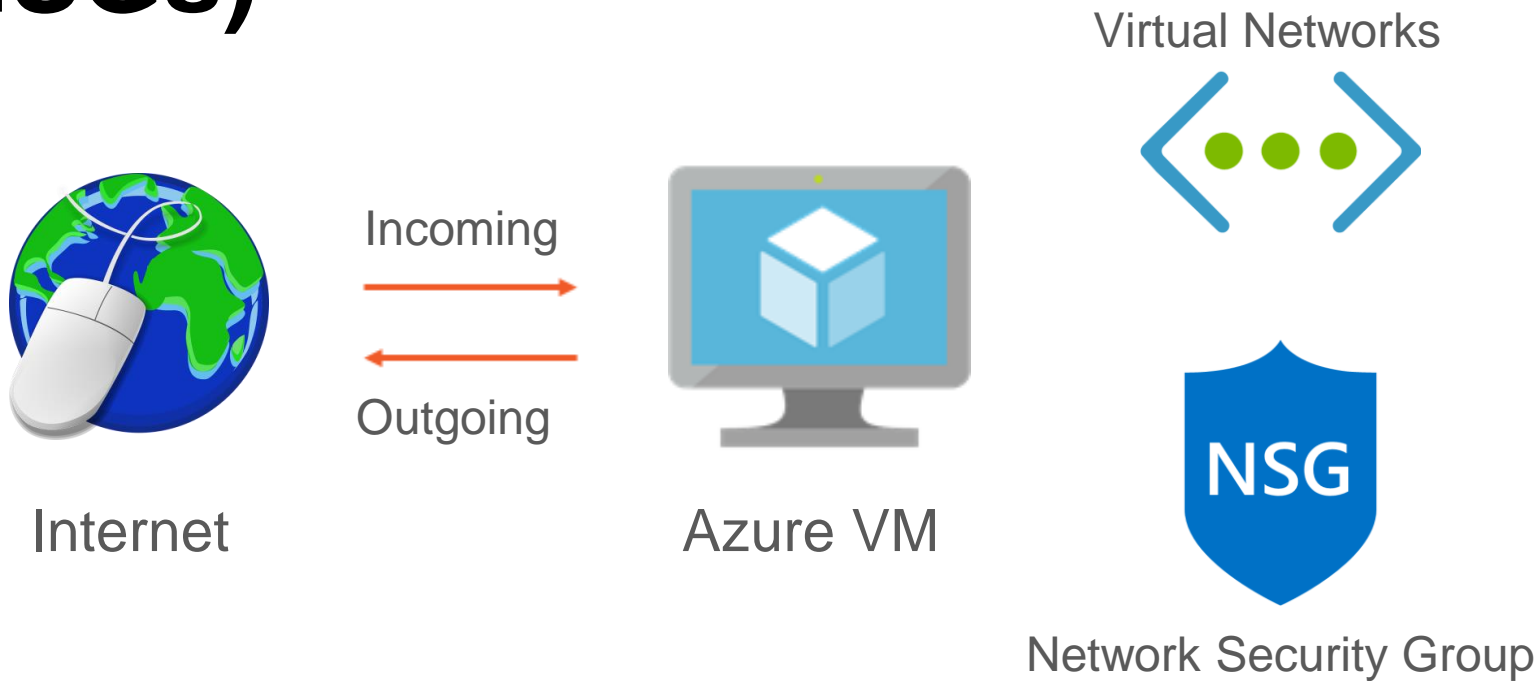 Virtual Networks
Incoming
Outgoing
NSG
Internet
Azure VM
Network Security Group